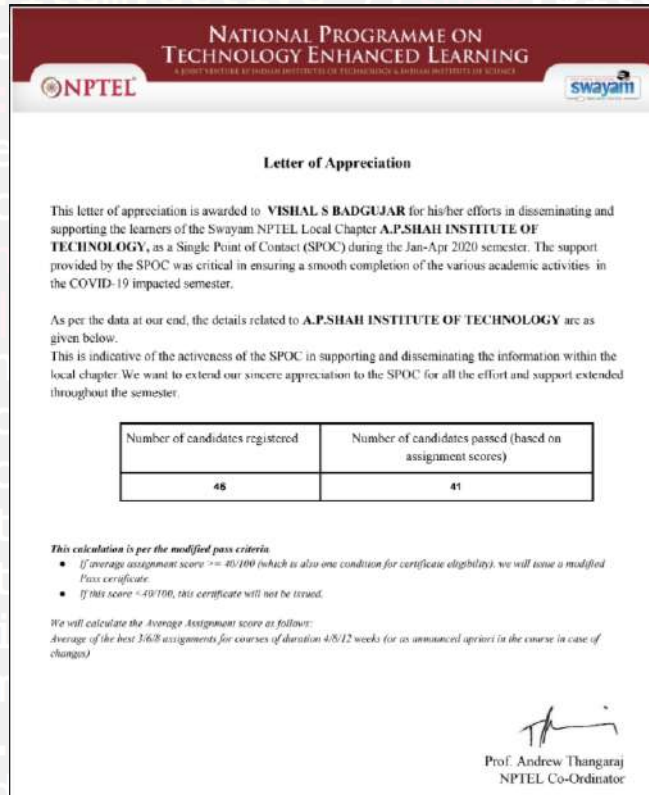 NATIONAL PROGRAMME ON
TECHNOLOGY ENHANCED LEARNING
A JOINT VENTURE BY INDIAN INSTITUTES OF TECHNOLOGY & INDIAN INSTITUTE OF SCIENCE
NPTEL
swayam
Letter of Appreciation
This letter of appreciation is awarded to VISHAL S BADGUJAR for his/her efforts in disseminating and
supporting the learners of the Swayam NPTEL Local Chapter A.P.SHAH INSTITUTE OF
TECHNOLOGY, as a Single Point of Contact (SPOC) during the Jan-Apr 2020 semester. The support
provided by the SPOC was critical in ensuring a smooth completion of the various academic activities in
the COVID-19 impacted semester.
As per the data at our end, the details related to A.P.SHAH INSTITUTE OF TECHNOLOGY are as
given below.
This is indicative of the activeness of the SPOC in supporting and disseminating the information within the
local chapter. We want to extend our sincere appreciation to the SPOC for all the effort and support extended
throughout the semester.
Number of candidates registered
Number of candidates passed (based on
assignment scores)
41
This calculation is per the modified pass criteria
If average assignment score >= 40/100 (which is also one condition for certificate eligibility), we will issue a modified
Pass certificate.
If this score <40/100, this certificate will not be issued.
We will calculate the Average Assignment score as follows:
Average of the best 3/6/8 assignments for courses of duration 4/8/12 weeks (or as announced apriori in the course in case of
changes)
Prof. Andrew Thangaraj
NPTEL Co-Ordinator